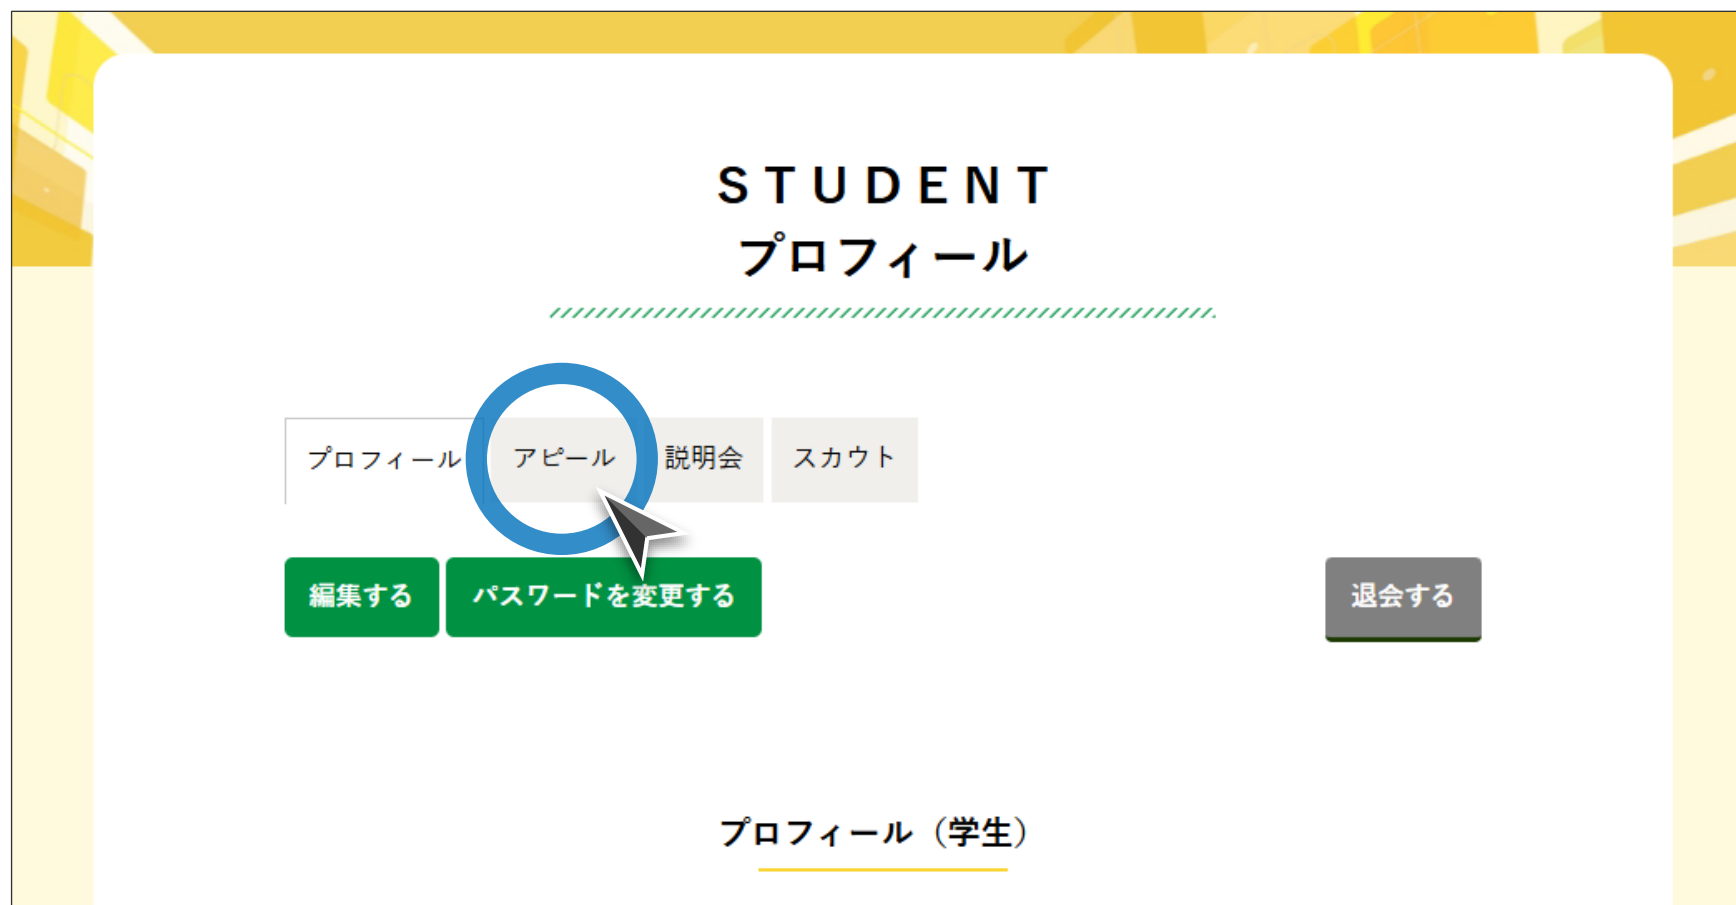 STUDENT
プロフィール
プロフィール アピール 説明会 スカウト
編集する パスワードを変更する 退会する
プロフィール（学生）